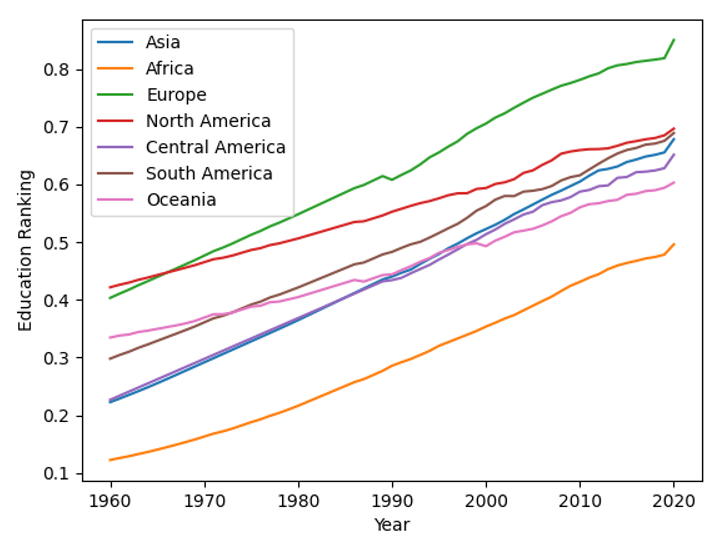 Asia
Africa
Europe
North America
Central America
South America
Oceania
Education Ranking
0.8
0.7
0.6
0.5
0.4
0.3
0.2
0.1
1960 1970 1980 1990 2000 2010 2020
Year